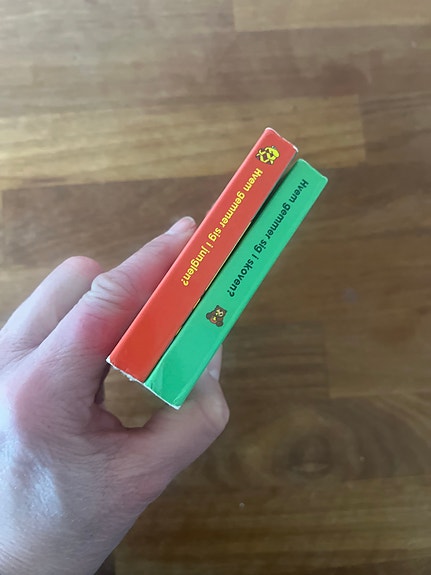 Hvem gemmer sig i junglen?
Hvem gemmer sig i skoven?